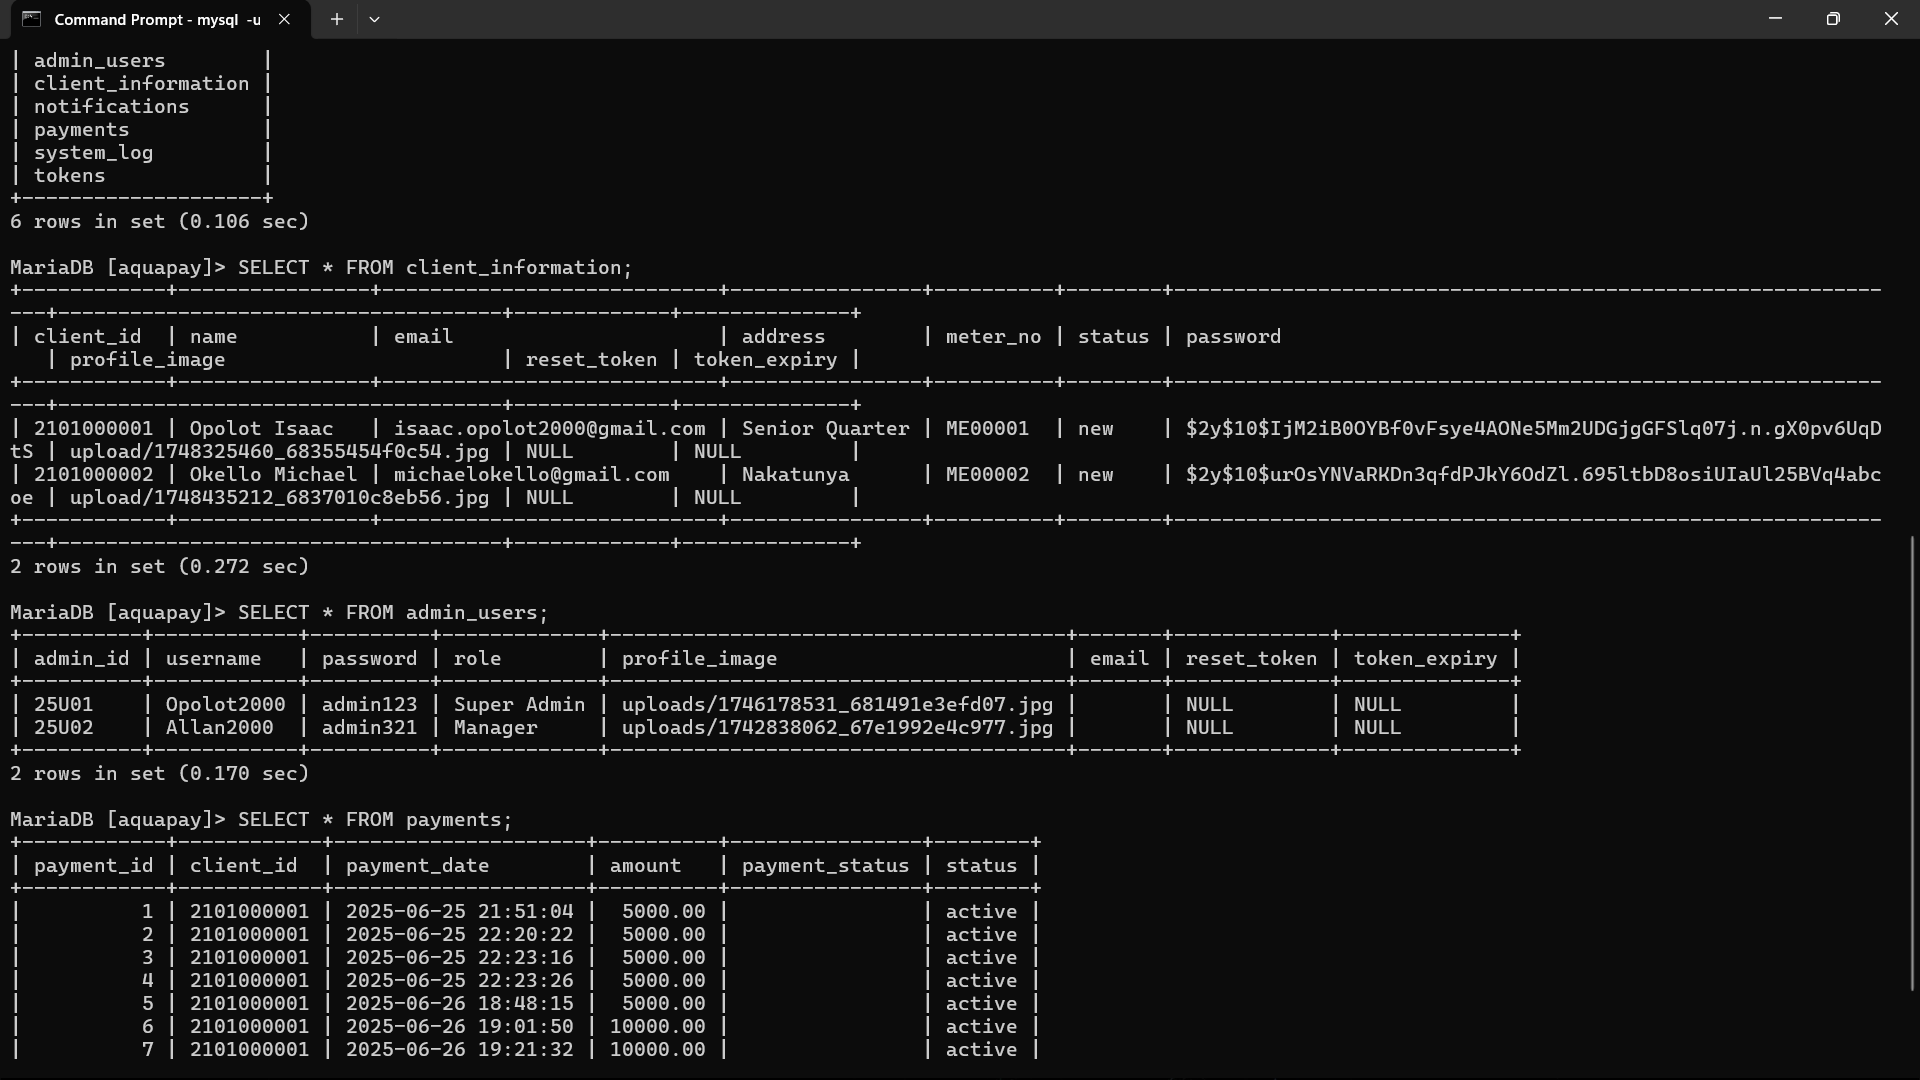 Command Prompt - mysql -u
| admin_users        |
| client_information |
| notifications      |
| payments           |
| system_log         |
| tokens             |
+--------------------+
6 rows in set (0.106 sec)
MariaDB [aquapay]> SELECT * FROM client_information;
+------------+----------------+----------------------------+----------------+----------+--------+-----------------------------------------------------------
---+-------------------------------------+-------------+--------------+
| client_id  | name           | email                      | address        | meter_no | status | password
   | profile_image                       | reset_token | token_expiry |
+------------+----------------+----------------------------+----------------+----------+--------+-----------------------------------------------------------
---+-------------------------------------+-------------+--------------+
| 2101000001 | Opolot Isaac   | isaac.opolot2000@gmail.com | Senior Quarter | ME00001  | new    | $2y$10$IjM2iB0OYBf0vFsye4AONe5Mm2UDGjgGFSlq07j.n.gX0pv6UqD
tS | upload/1748325460_68355454f0c54.jpg | NULL        | NULL         |
| 2101000002 | Okello Michael | michaelokello@gmail.com    | Nakatunya      | ME00002  | new    | $2y$10$urOsYNVaRKDn3qfdPJkY6OdZl.695ltbD8osiUIaUl25BVq4abc
oe | upload/1748435212_6837010c8eb56.jpg | NULL        | NULL         |
+------------+----------------+----------------------------+----------------+----------+--------+-----------------------------------------------------------
---+-------------------------------------+-------------+--------------+
2 rows in set (0.272 sec)
MariaDB [aquapay]> SELECT * FROM admin_users;
+----------+------------+----------+-------------+--------------------------------------+-------+-------------+--------------+
| admin_id | username   | password | role        | profile_image                        | email | reset_token | token_expiry |
+----------+------------+----------+-------------+--------------------------------------+-------+-------------+--------------+
| 25U01    | Opolot2000 | admin123 | Super Admin | uploads/1746178531_681491e3efd07.jpg |       | NULL        | NULL         |
| 25U02    | Allan2000  | admin321 | Manager     | uploads/1742838062_67e1992e4c977.jpg |       | NULL        | NULL         |
+----------+------------+----------+-------------+--------------------------------------+-------+-------------+--------------+
2 rows in set (0.170 sec)
MariaDB [aquapay]> SELECT * FROM payments;
+------------+------------+---------------------+----------+----------------+--------+
| payment_id | client_id  | payment_date        | amount   | payment_status | status |
+------------+------------+---------------------+----------+----------------+--------+
|          1 | 2101000001 | 2025-06-25 21:51:04 |  5000.00 |                | active |
|          2 | 2101000001 | 2025-06-25 22:20:22 |  5000.00 |                | active |
|          3 | 2101000001 | 2025-06-25 22:23:16 |  5000.00 |                | active |
|          4 | 2101000001 | 2025-06-25 22:23:26 |  5000.00 |                | active |
|          5 | 2101000001 | 2025-06-26 18:48:15 |  5000.00 |                | active |
|          6 | 2101000001 | 2025-06-26 19:01:50 | 10000.00 |                | active |
|          7 | 2101000001 | 2025-06-26 19:21:32 | 10000.00 |                | active |